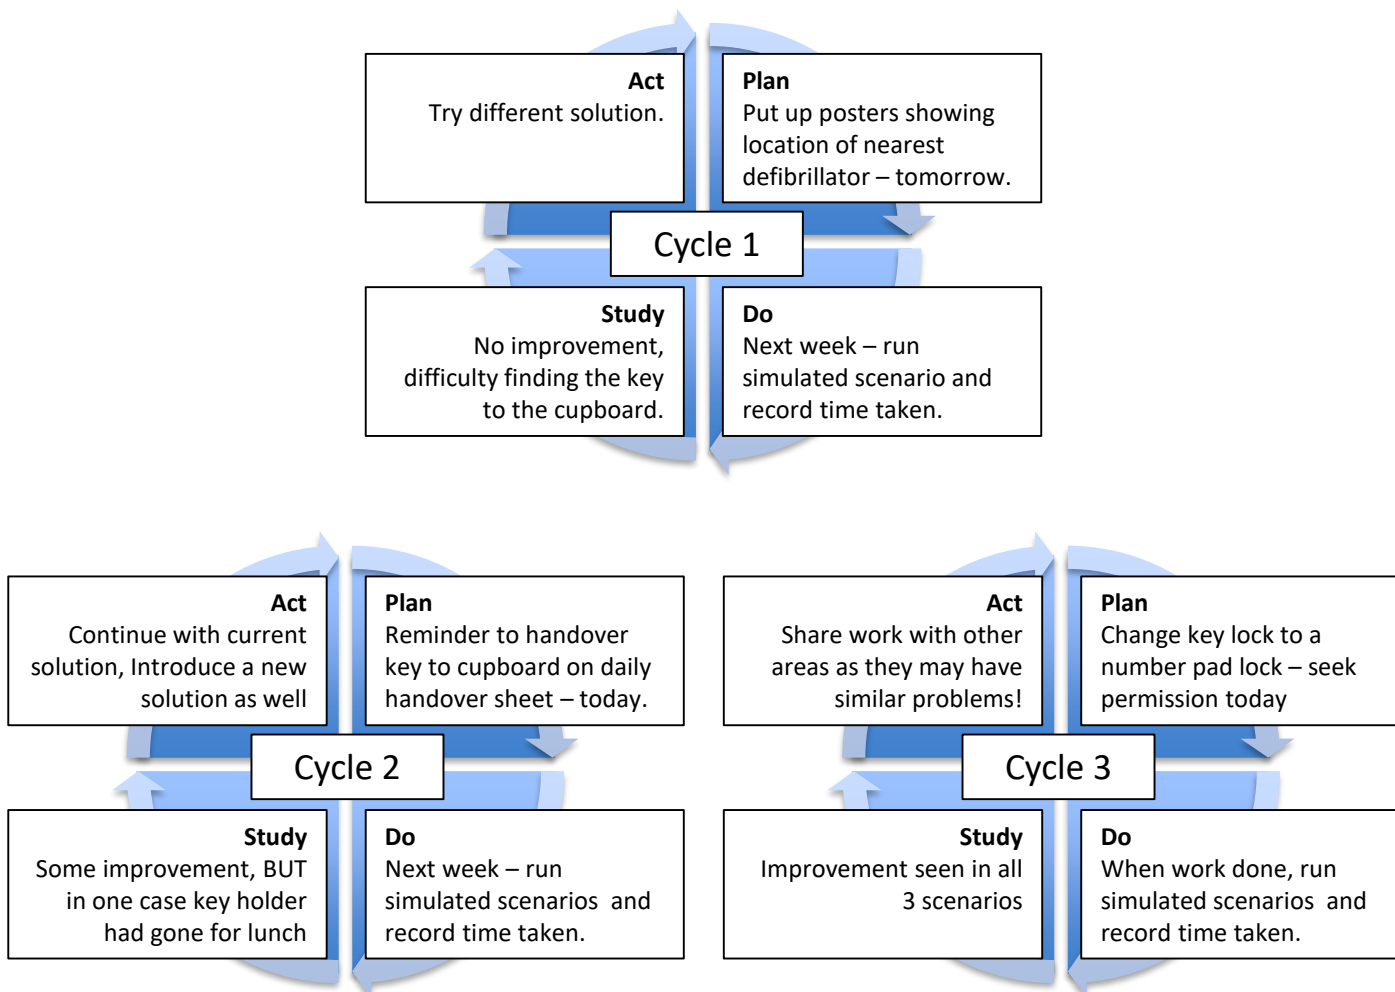 Act
Try different solution.
Plan
Put up posters showing
location of nearest
defibrillator – tomorrow.
Cycle 1
Study
No improvement,
difficulty finding the key
to the cupboard.
Do
Next week – run
simulated scenario and
record time taken.
Act
Continue with current
solution, Introduce a new
solution as well
Plan
Reminder to handover
key to cupboard on daily
handover sheet – today.
Cycle 2
Study
Some improvement, BUT
in one case key holder
had gone for lunch
Do
Next week – run
simulated scenarios and
record time taken.
Act
Share work with other
areas as they may have
similar problems!
Plan
Change key lock to a
number pad lock – seek
permission today
Cycle 3
Study
Improvement seen in all
3 scenarios
Do
When work done, run
simulated scenarios and
record time taken.